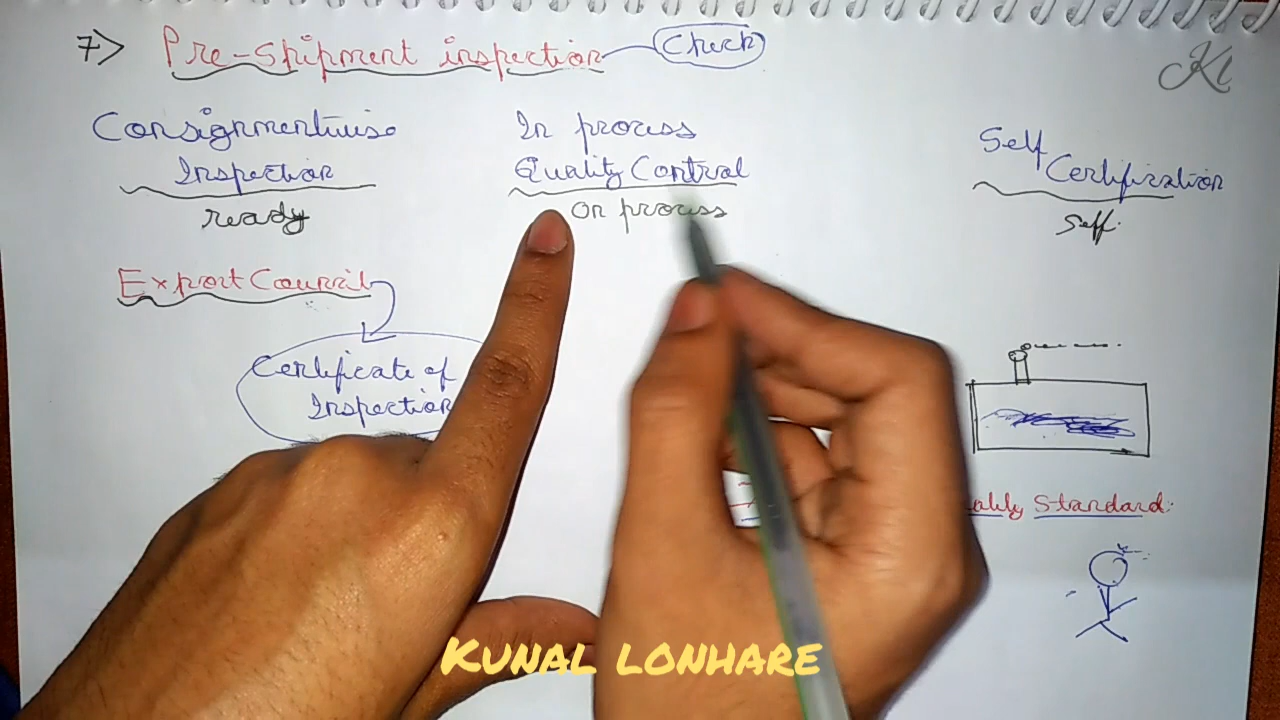 7> Pre-Shipment inspection Check
Kl
Consignmentwise
Inspection
ready
In process
Quality Control
On process
Self
Certification
Self.
Export Council
Certificate of
Inspection
Standard:
KUNAL LONHARE